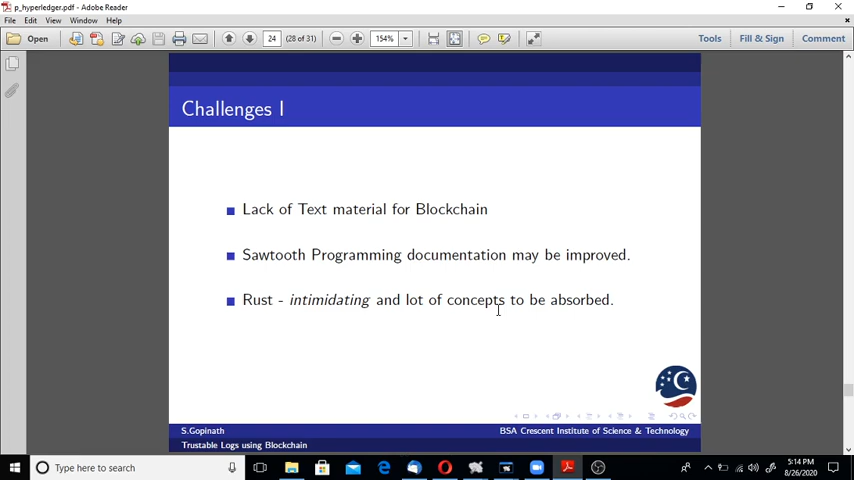 p_hyperledger.pdf - Adobe Reader
File Edit View Window Help
Open 24 (28 of 31) 154% Tools Fill & Sign Comment
Challenges I
Lack of Text material for Blockchain
Sawtooth Programming documentation may be improved.
Rust - intimidating and lot of concepts to be absorbed.
S.Gopinath BSA Crescent Institute of Science & Technology
Trustable Logs using Blockchain
Type here to search
5:14 PM
8/26/2020